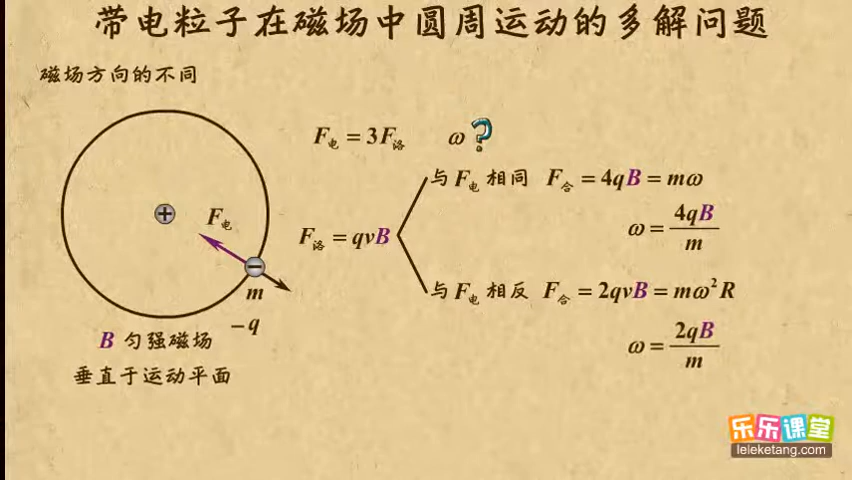 带电粒子在磁场中圆周运动的多解问题
磁场方向的不同
F电 = 3F洛 ω ?
与 F电 相同 F合 = 4qB = mω
ω = 4qB/m
F洛 = qvB
与 F电 相反 F合 = 2qvB = mω²R
ω = 2qB/m
+
F电
−
m
−q
B 匀强磁场
垂直于运动平面
乐乐课堂
leleketang.com